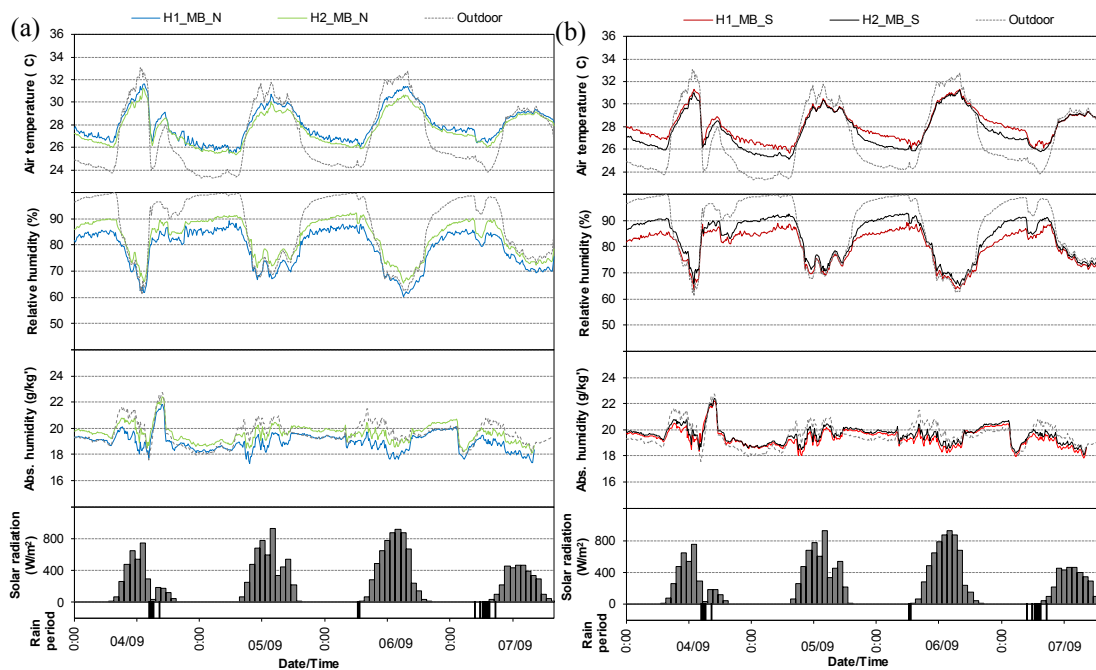 (a)
H1_MB_N
H2_MB_N
Outdoor
Air temperature ( C)
36
34
32
30
28
26
24
Relative humidity (%)
90
80
70
60
50
Abs. humidity (g/kg')
24
22
20
18
16
Solar radiation
(W/m²)
800
400
0
Rain
period
0:00
04/09
0:00
05/09
0:00
06/09
0:00
07/09
Date/Time
(b)
H1_MB_S
H2_MB_S
Outdoor
Air temperature ( C)
36
34
32
30
28
26
24
Relative humidity (%)
90
80
70
60
50
Abs. humidity (g/kg')
24
22
20
18
16
Solar radiation
(W/m²)
800
400
0
Rain
period
0:00
04/09
0:00
05/09
0:00
06/09
0:00
07/09
Date/Time